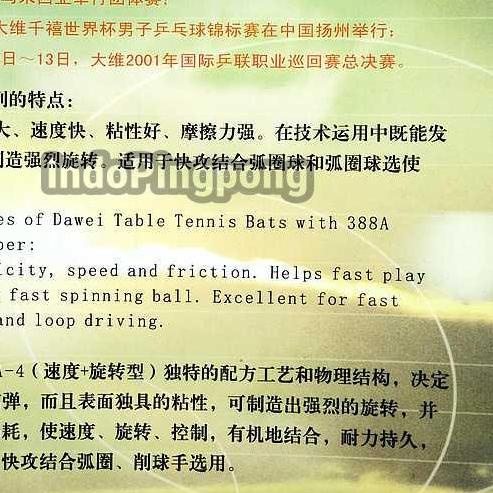 大维千禧世界杯男子乒乓球锦标赛在中国扬州举行；
日～13日，大维2001年国际乒联职业巡回赛总决赛。
列的特点：
大、速度快、粘性好、摩擦力强。在技术运用中既能发
制造强烈旋转。适用于快攻结合弧圈球和弧圈球选使
IndoPingpong
es of Dawei Table Tennis Bats with 388A
ber:
icity, speed and friction. Helps fast play
fast spinning ball. Excellent for fast
and loop driving.
A-4（速度+旋转型）独特的配方工艺和物理结构，决定
弹，而且表面独具的粘性，可制造出强烈的旋转，并
耗，使速度、旋转、控制，有机地结合，耐力持久，
快攻结合弧圈、削球手选用。